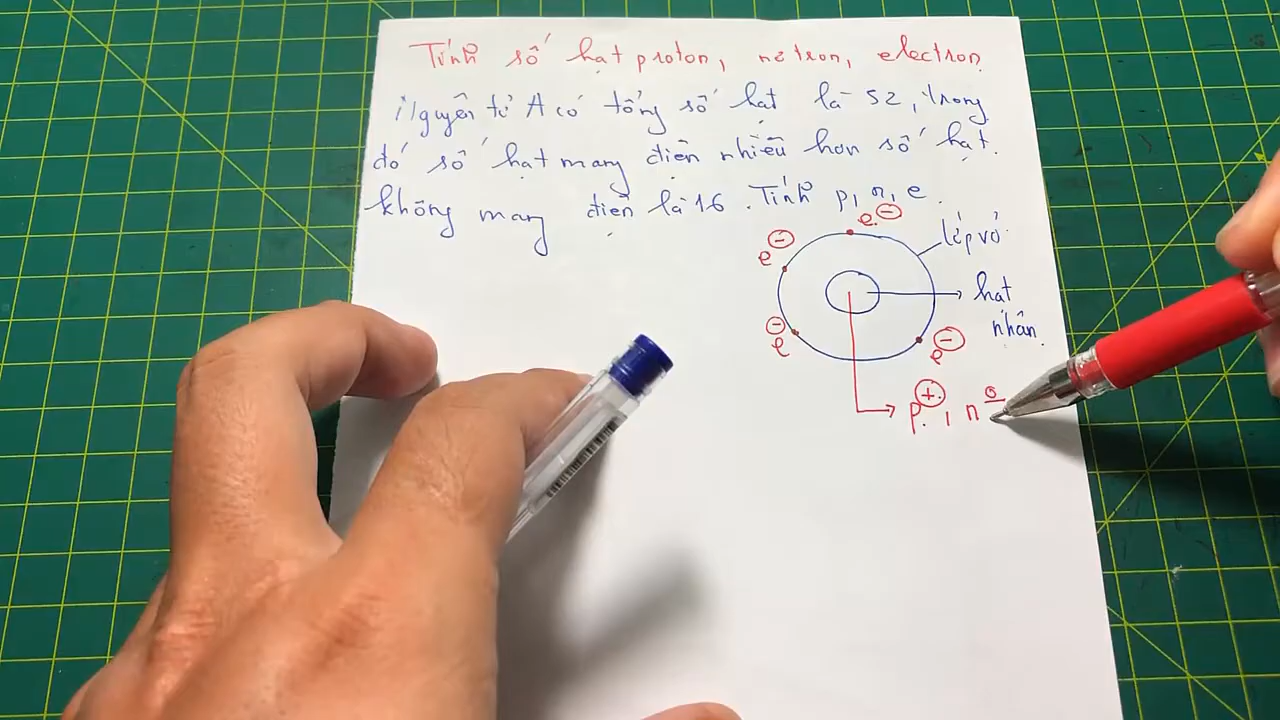 Tính số hạt proton, nơtron, electron
Nguyên tử A có tổng số hạt là 52, trong
đó số hạt mang điện nhiều hơn số hạt
không mang điện là 16. Tính p, n, e.
e -
e -
lớp vỏ
hạt
nhân
e -
e -
p +, n 0